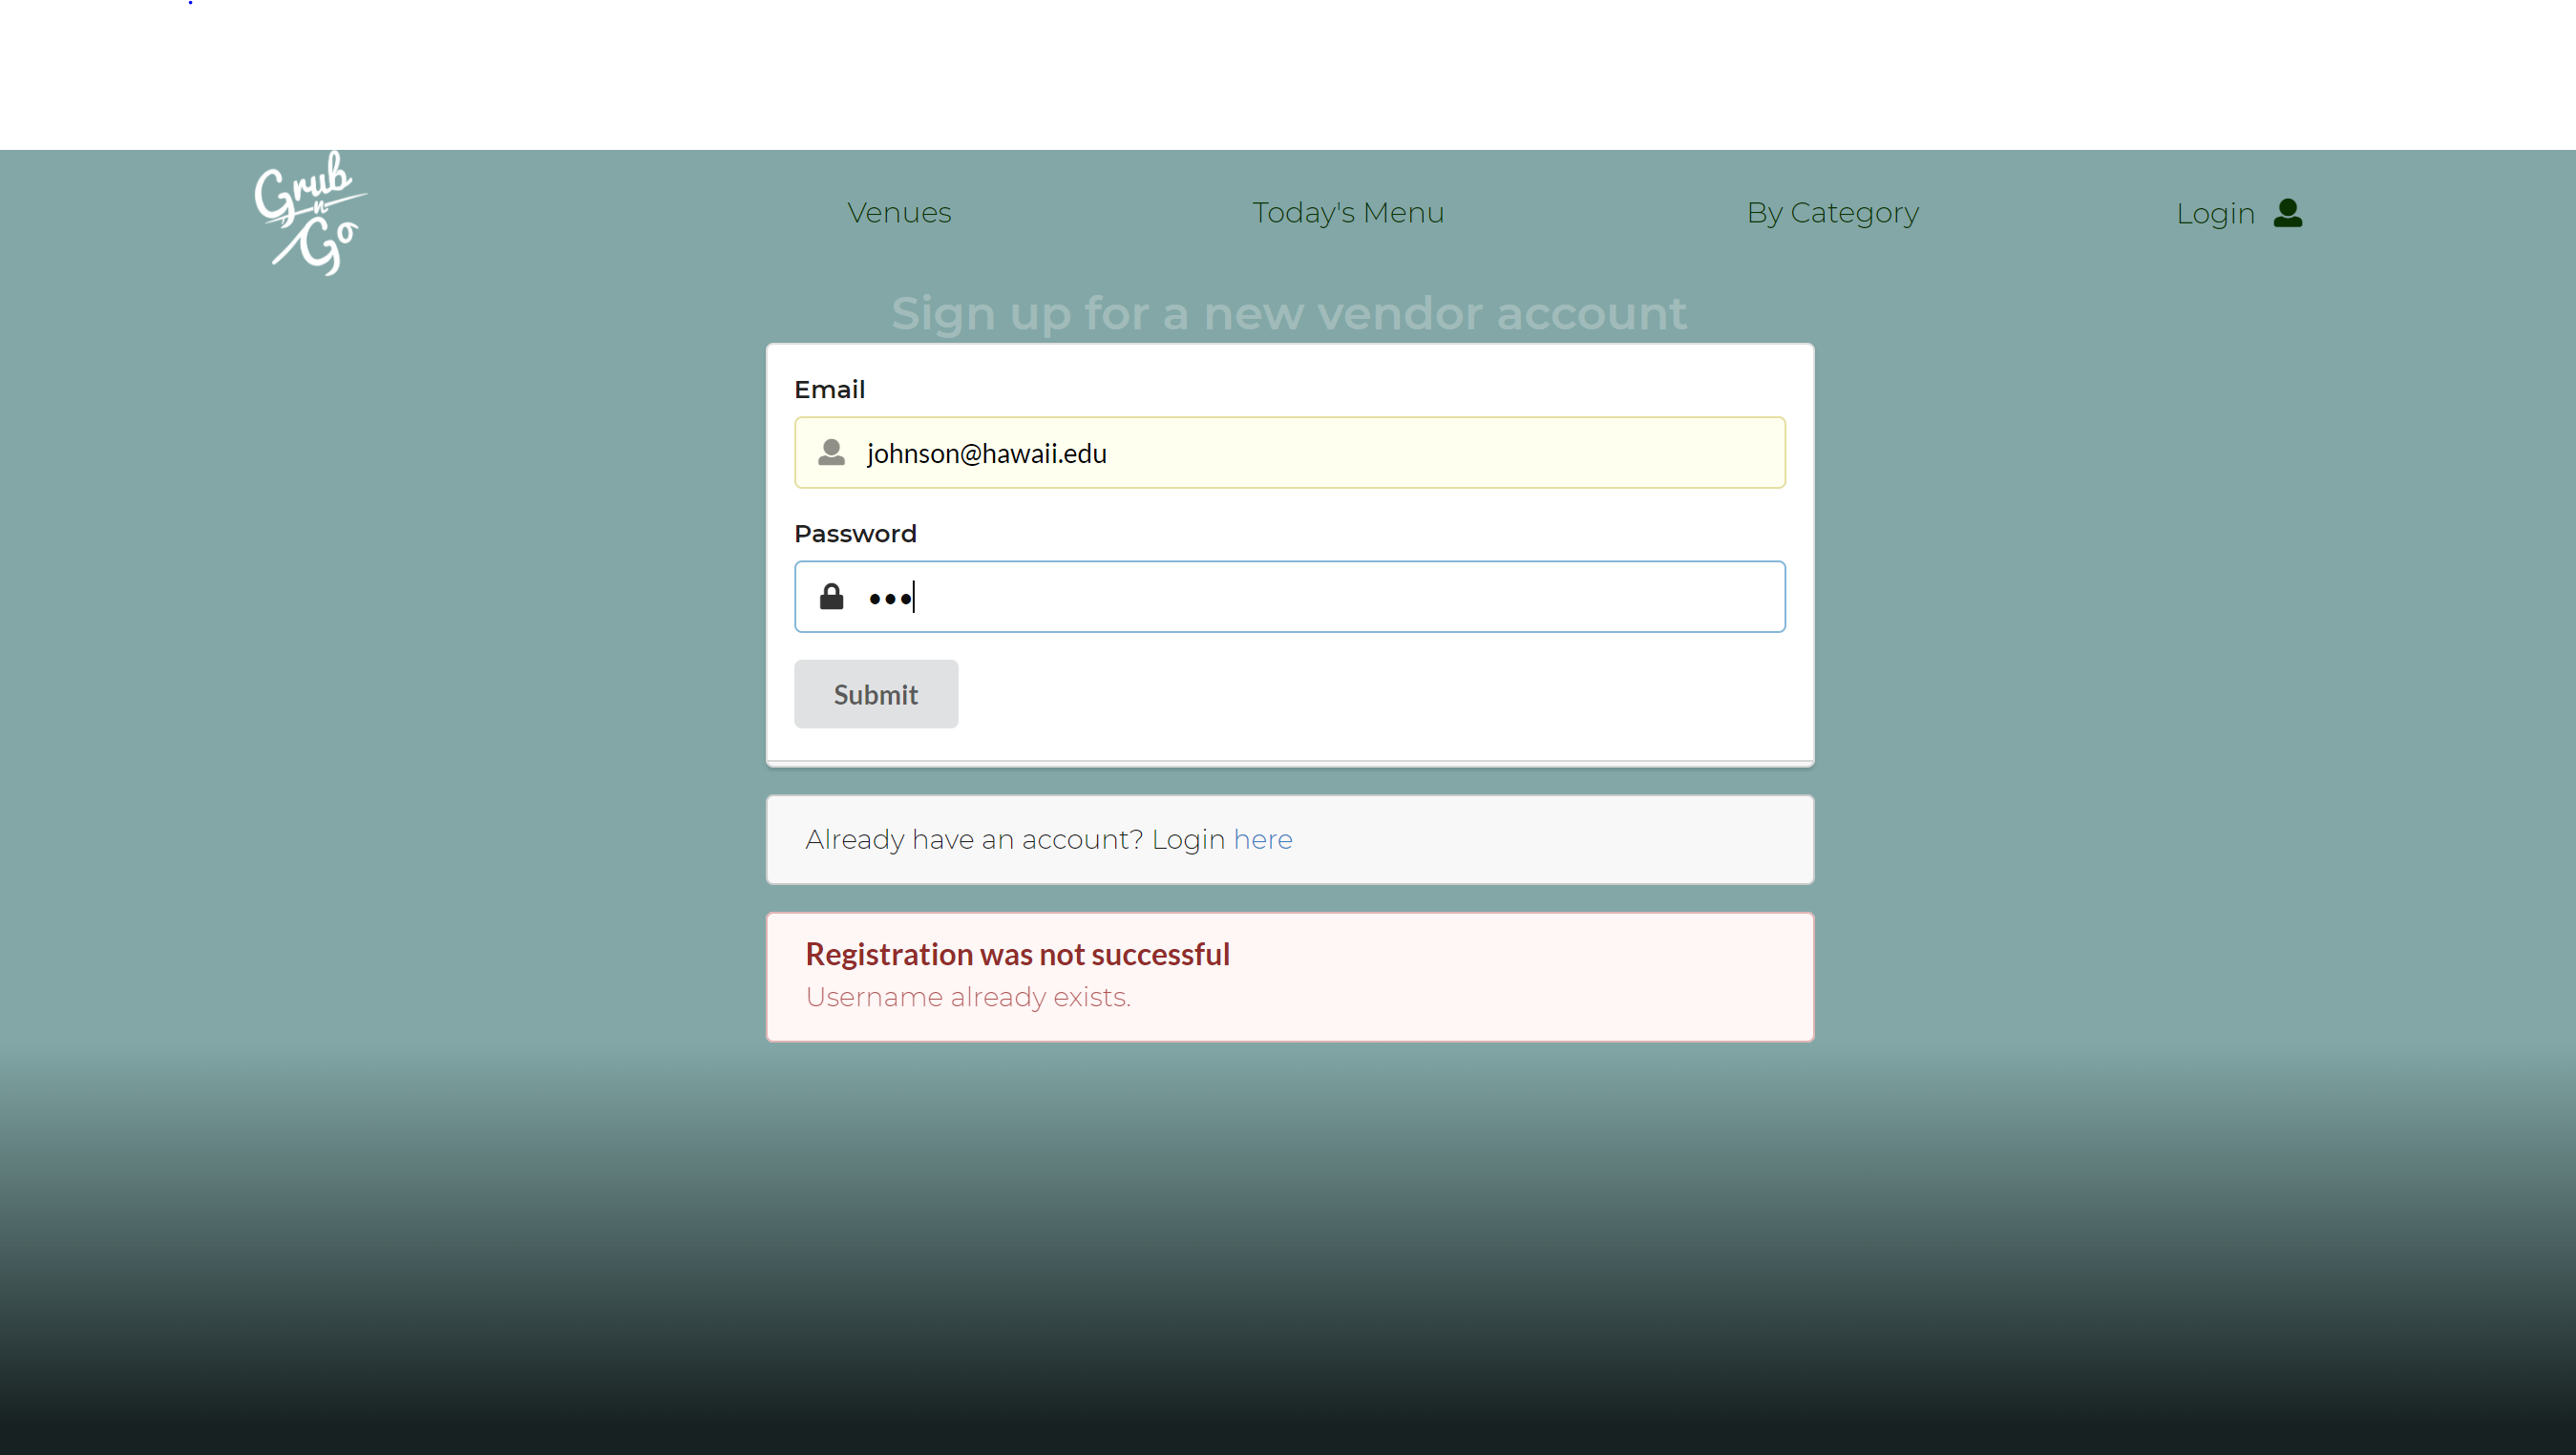 Grub
n
Go
Venues
Today's Menu
By Category
Login
Sign up for a new vendor account
Email
johnson@hawaii.edu
Password
•••
Submit
Already have an account? Login here
Registration was not successful
Username already exists.